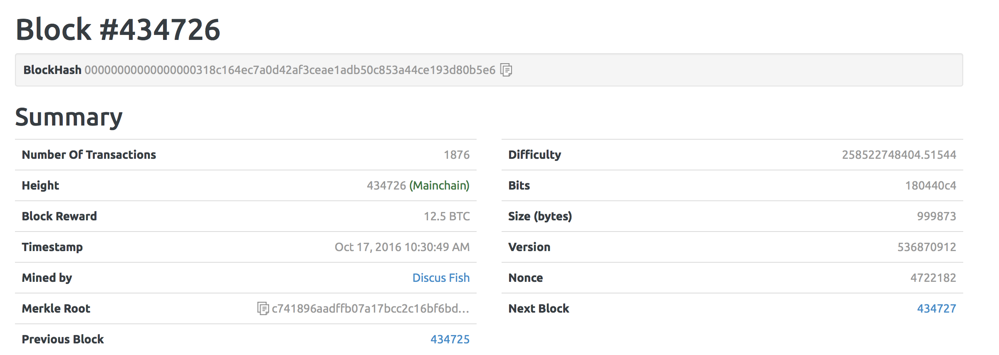 Block #434726
BlockHash 00000000000000000318c164ec7a0d42af3ceae1adb50c853a44ce193d80b5e6
Summary
Number Of Transactions 1876
Height 434726 (Mainchain)
Block Reward 12.5 BTC
Timestamp Oct 17, 2016 10:30:49 AM
Mined by Discus Fish
Merkle Root c741896aadffb07a17bcc2c16bf6bd...
Previous Block 434725
Difficulty 258522748404.51544
Bits 180440c4
Size (bytes) 999873
Version 536870912
Nonce 4722182
Next Block 434727